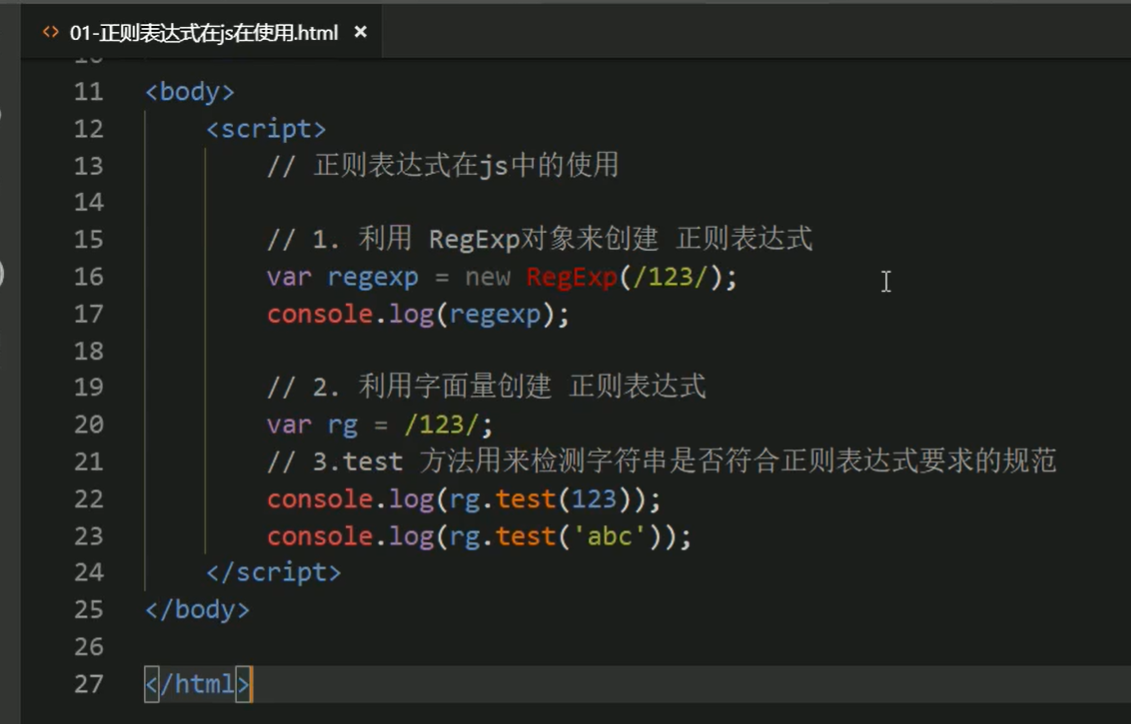 <> 01-正则表达式在js在使用.html ×
10
11 <body>
12 <script>
13 // 正则表达式在js中的使用
14
15 // 1. 利用 RegExp对象来创建 正则表达式
16 var regexp = new RegExp(/123/);
17 console.log(regexp);
18
19 // 2. 利用字面量创建 正则表达式
20 var rg = /123/;
21 // 3.test 方法用来检测字符串是否符合正则表达式要求的规范
22 console.log(rg.test(123));
23 console.log(rg.test('abc'));
24 </script>
25 </body>
26
27 </html>